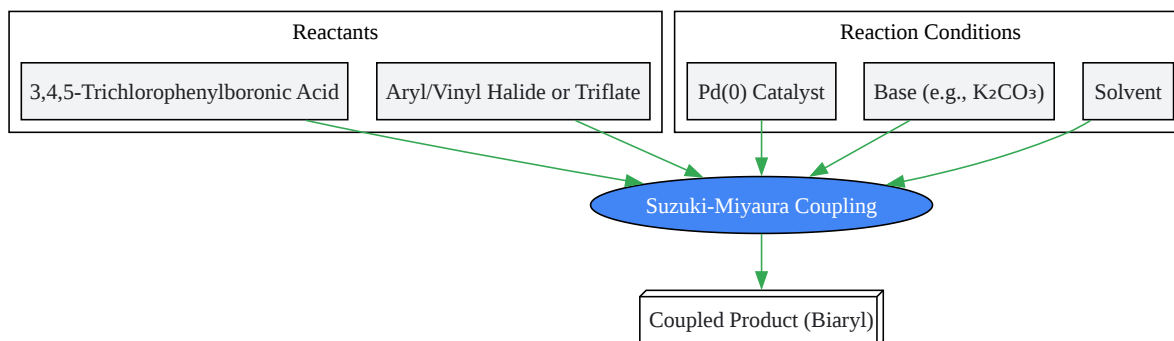 Reactants
Reaction Conditions
3,4,5-Trichlorophenylboronic Acid
Aryl/Vinyl Halide or Triflate
Pd(0) Catalyst
Base (e.g., K₂CO₃)
Solvent
Suzuki-Miyaura Coupling
Coupled Product (Biaryl)